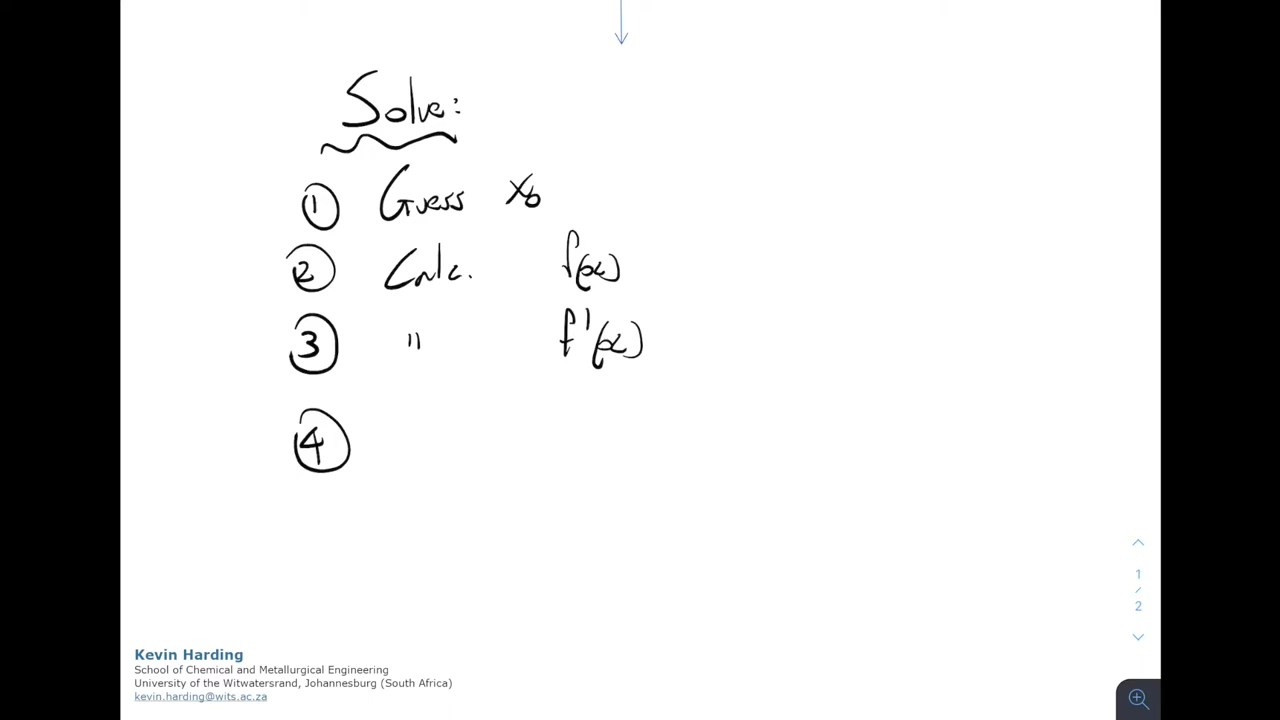 Solve:
① Guess x₀
② Calc. f(x)
③ " f'(x)
④
1
/
2
Kevin Harding
School of Chemical and Metallurgical Engineering
University of the Witwatersrand, Johannesburg (South Africa)
kevin.harding@wits.ac.za